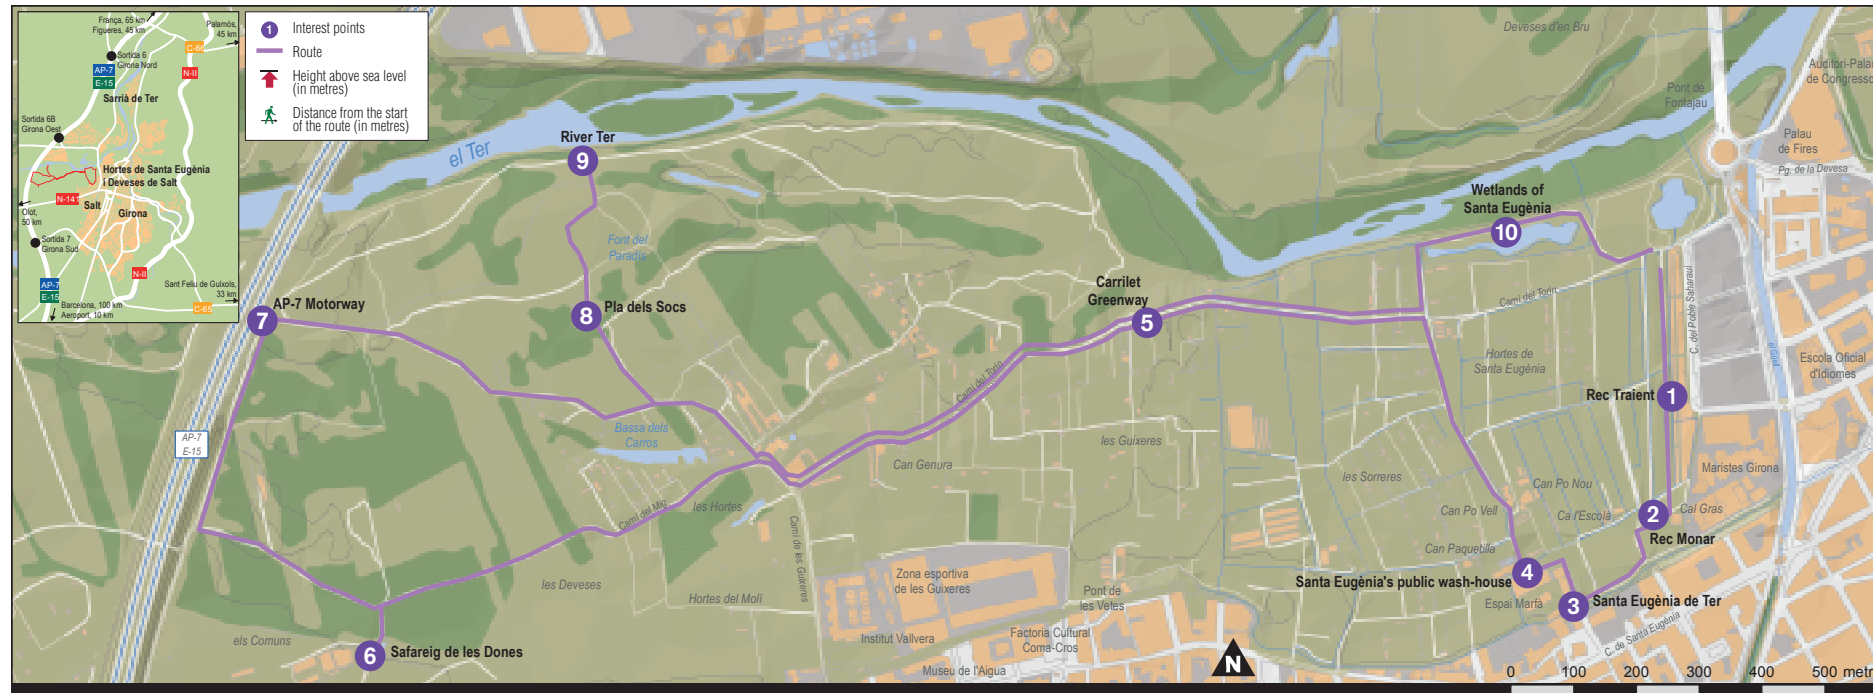 França, 65 km
Figueres, 45 km
Palamós,
45 km
C-66
Sortida 6
Girona Nord
AP-7
E-15
N-II
Sarrià de Ter
Sortida 6B
Girona Oest
Hortes de Santa Eugènia
i Deveses de Salt
N-141
Salt
Girona
Olot,
50 km
Sortida 7
Girona Sud
N-II
AP-7
E-15
Sant Feliu de Guíxols,
33 km
Barcelona, 100 km
Aeroport, 10 km
C-65
1
Interest points
Route
Height above sea level
(in metres)
Distance from the start
of the route (in metres)
Deveses d'en Bru
Auditori-Palau
de Congressos
Pont de
Fontajau
Palau
de Fires
Pg. de la Devesa
River Ter
9
el Ter
Wetlands of
Santa Eugènia
10
Font del
Paradís
C. del Poble Saharauí
Carrilet
Greenway
5
Camí del Torín
AP-7 Motorway
7
8
Pla dels Socs
el Güell
Hortes de
Santa Eugènia
Escola Oficial
d'Idiomes
Camí del Torín
Rec Traient
1
Bassa dels
Carros
AP-7
E-15
les Guixeres
Can Genura
les Sorreres
Maristes Girona
Can Po Nou
Can Po Vell
Ca l'Escolà
2
Cal Gras
Rec Monar
les Hortes
Camí del Mig
Camí de les Guixeres
Can Paquetilla
4
Santa Eugènia's public wash-house
les Deveses
Hortes del Molí
Zona esportiva
de les Guixeres
Pont de
les Vetes
Espai Marfà
3
Santa Eugènia de Ter
C. de Santa Eugènia
els Comuns
6
Safareig de les Dones
Institut Vallvera
Factoria Cultural
Coma-Cros
Museu de l'Aigua
N
0 100 200 300 400 500 metr